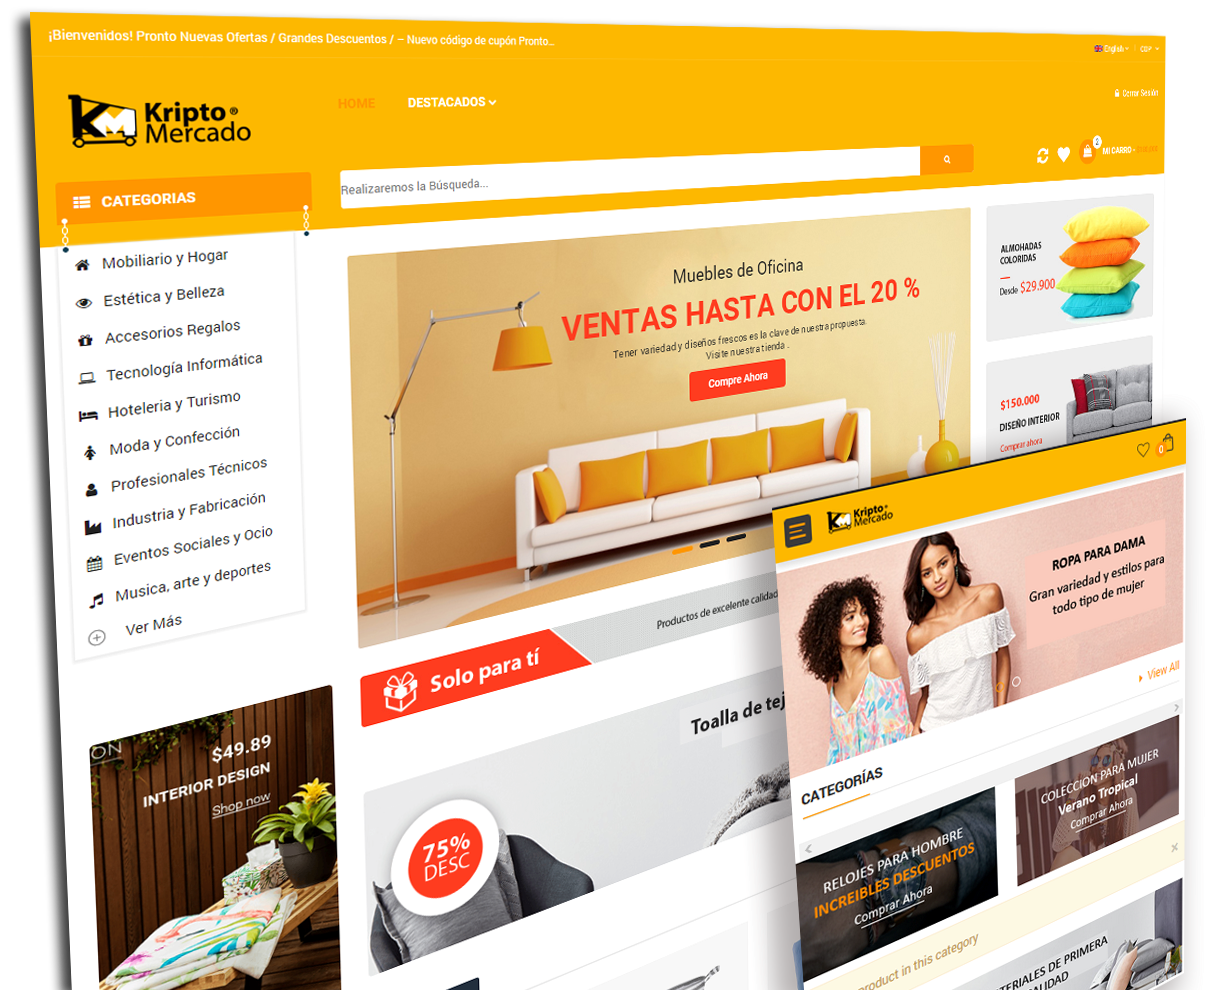 ¡Bienvenidos! Pronto Nuevas Ofertas / Grandes Descuentos / – Nuevo código de cupón Pronto...
English
COP
KM Kripto®
Mercado
HOME
DESTACADOS
Cerrar Sesión
Realizaremos la Búsqueda...
2
MI CARRO -
CATEGORIAS
Mobiliario y Hogar
Estética y Belleza
Accesorios Regalos
Tecnología Informática
Hoteleria y Turismo
Moda y Confección
Profesionales Técnicos
Industria y Fabricación
Eventos Sociales y Ocio
Musica, arte y deportes
Ver Más
Muebles de Oficina
VENTAS HASTA CON EL 20 %
Tener variedad y diseños frescos es la clave de nuestra propuesta.
Visite nuestra tienda .
Compre Ahora
ALMOHADAS
COLORIDAS
Desde $29.900
$150.000
DISEÑO INTERIOR
Comprar ahora
Productos de excelente calidad
Solo para tí
Toalla de tej
75%
DESC
ON
$49.89
INTERIOR DESIGN
Shop now
0
KM Kripto®
Mercado
ROPA PARA DAMA
Gran variedad y estilos para
todo tipo de mujer
View All
CATEGORÍAS
RELOJES PARA HOMBRE
INCREIBLES DESCUENTOS
Comprar Ahora
COLECCION PARA MUJER
Verano Tropical
Comprar Ahora
product in this category
TERIALES DE PRIMERA
ALIDAD